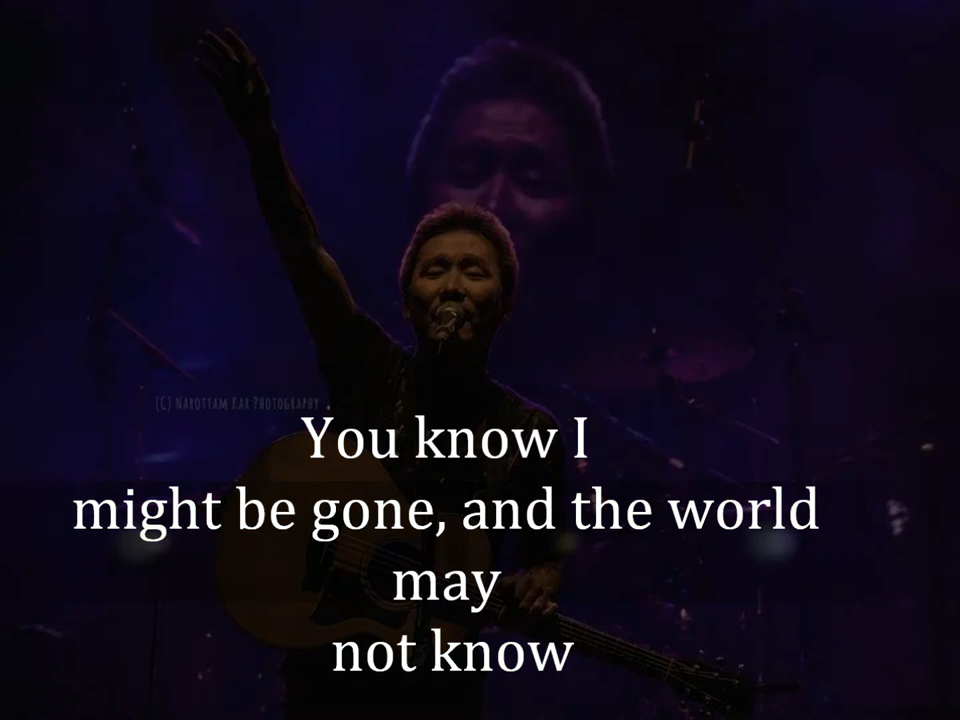 (C) NAROTTAM KAR PHOTOGRAPHY
You know I
might be gone, and the world
may
not know